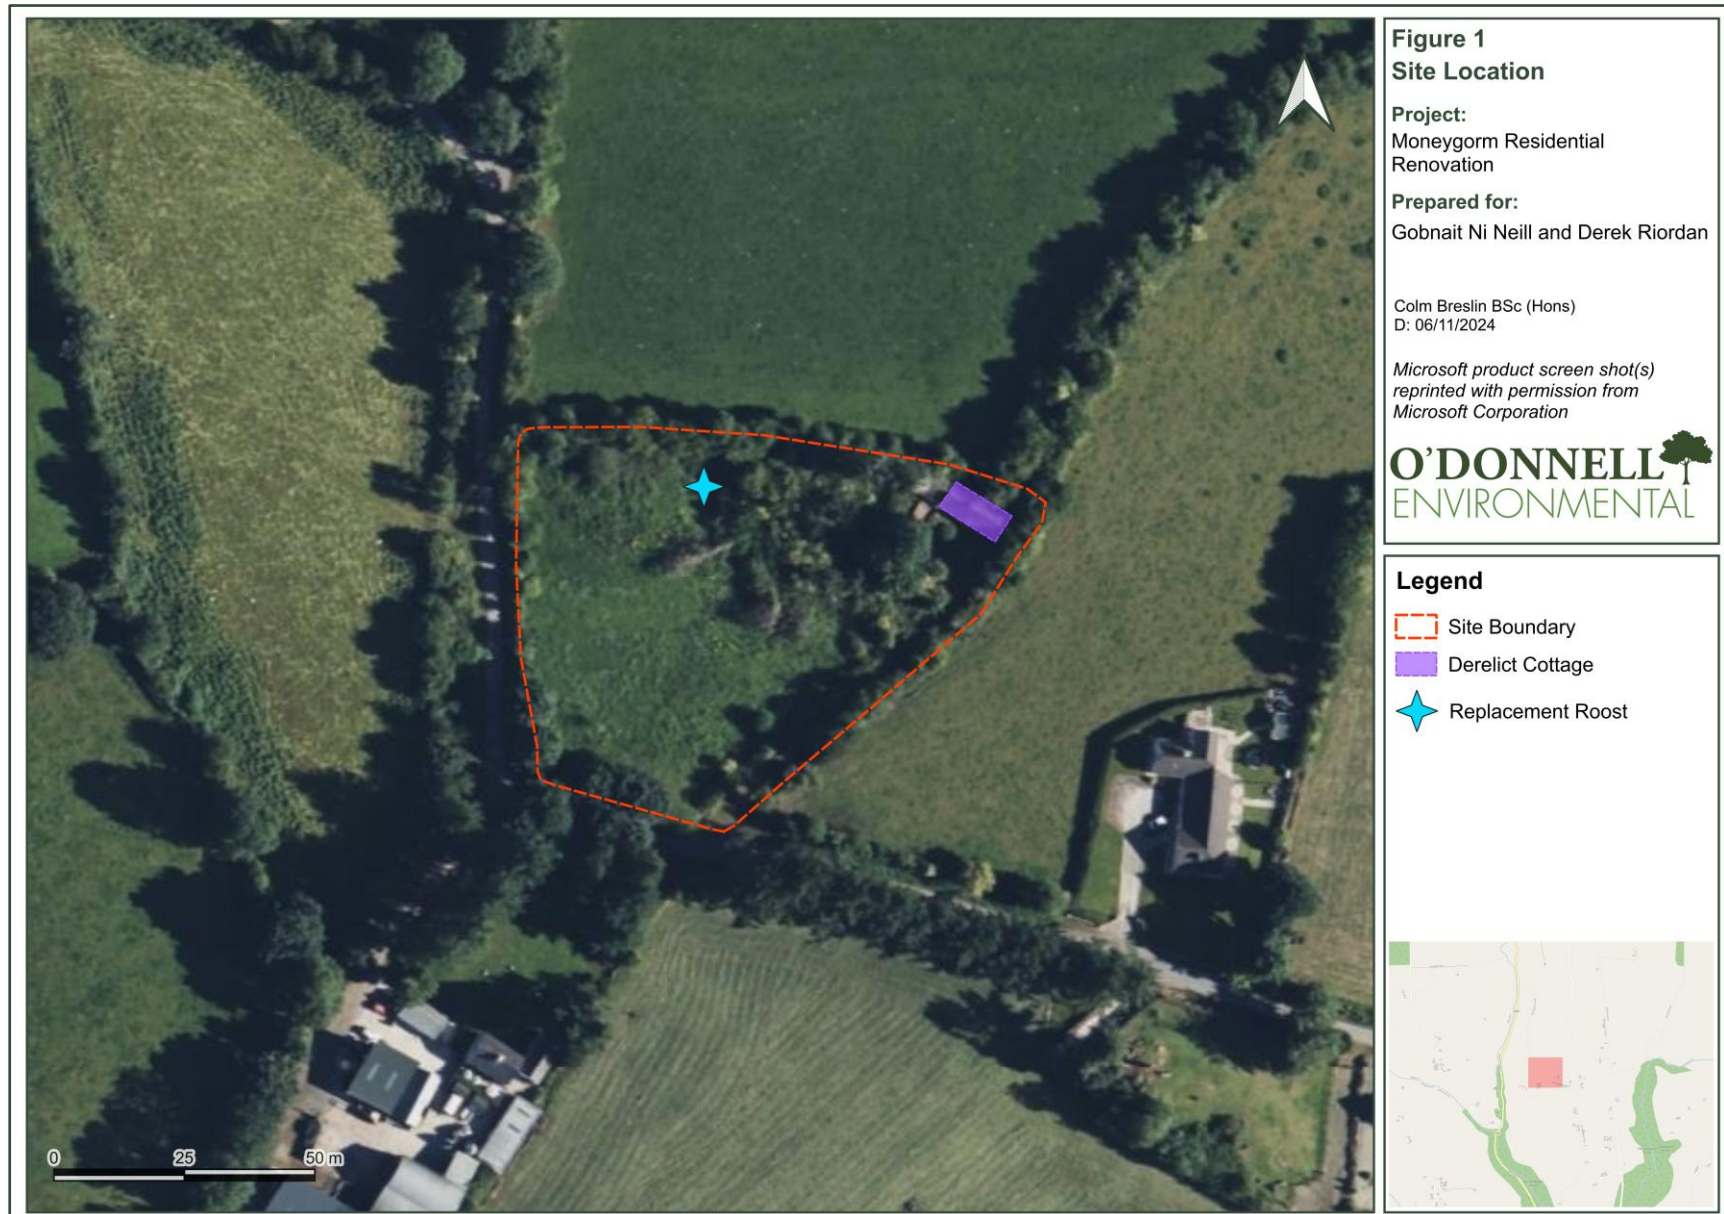 Figure 1
Site Location
Project:
Moneygorm Residential
Renovation
Prepared for:
Gobnait Ni Neill and Derek Riordan
Colm Breslin BSc (Hons)
D: 06/11/2024
Microsoft product screen shot(s)
reprinted with permission from
Microsoft Corporation
O'DONNELL
ENVIRONMENTAL
Legend
Site Boundary
Derelict Cottage
Replacement Roost
0 25 50 m